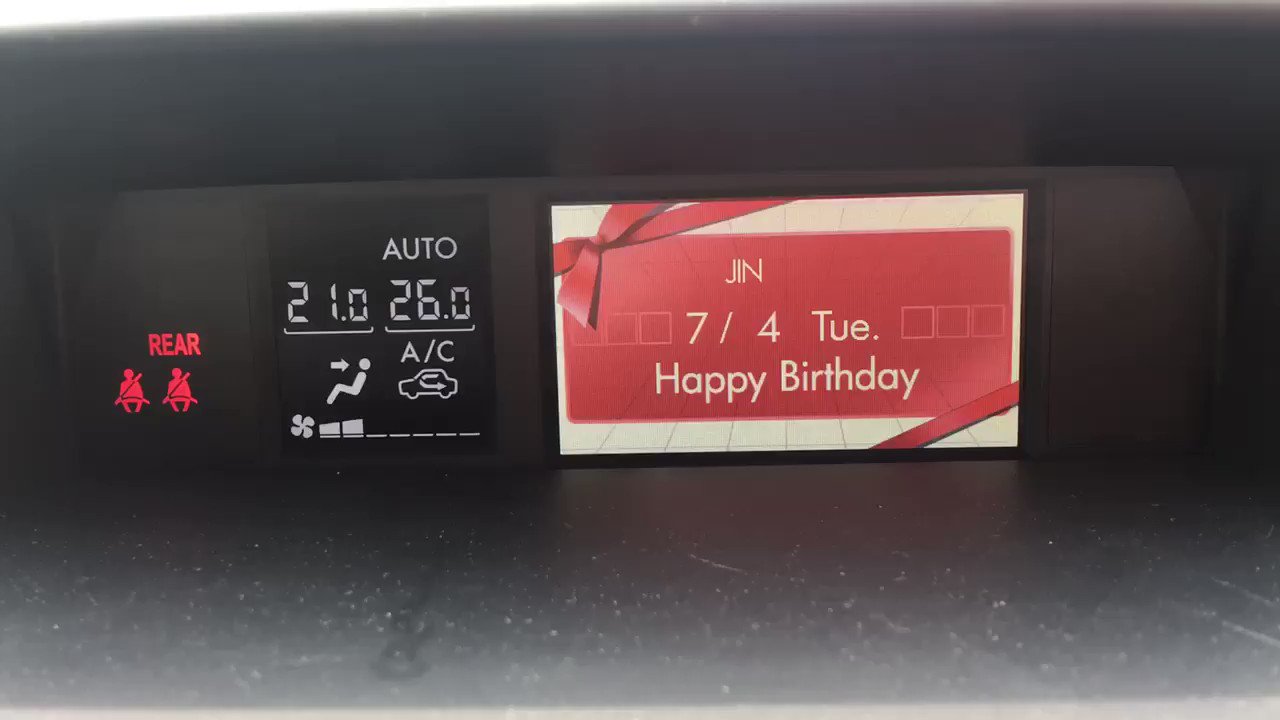 REAR
AUTO
21.0 26.0
A/C
JIN
7 / 4 Tue.
Happy Birthday